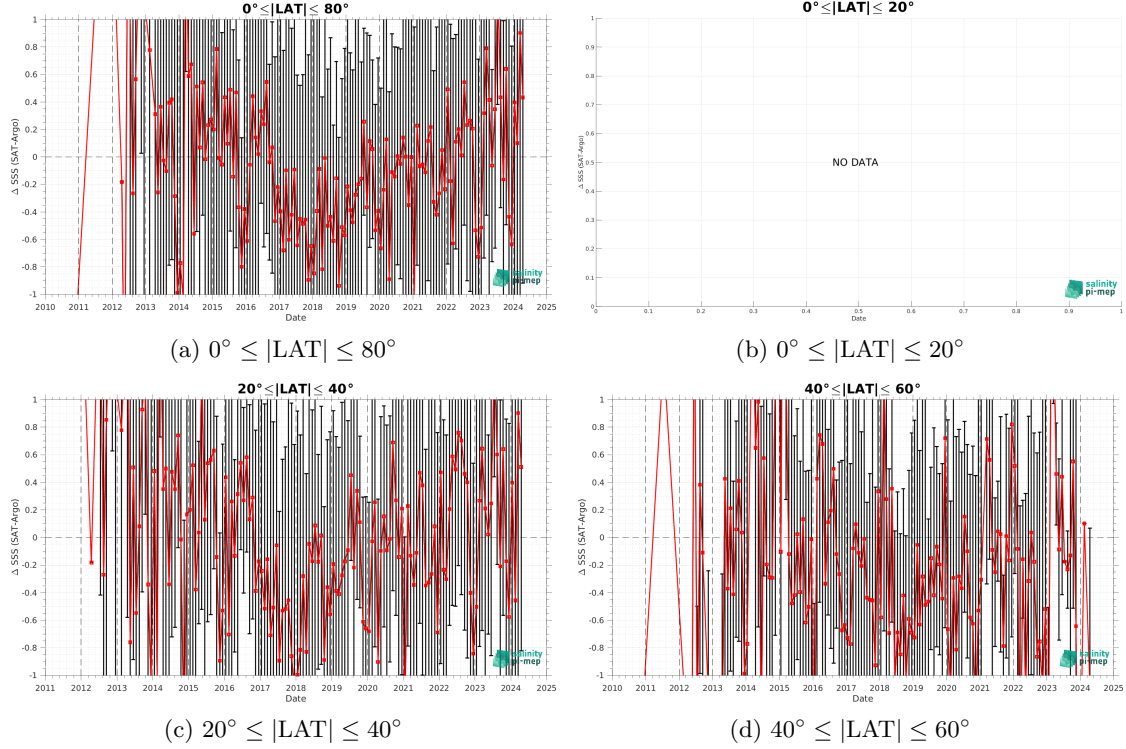 0°≤|LAT|≤ 80°
1
0.8
0.6
0.4
0.2
0
-0.2
-0.4
-0.6
-0.8
-1
Δ SSS (SAT-Argo)
2010 2011 2012 2013 2014 2015 2016 2017 2018 2019 2020 2021 2022 2023 2024 2025
Date
salinity
pi-mep
(a) 0° ≤ |LAT| ≤ 80°
0°≤|LAT|≤ 20°
1
0.9
0.8
0.7
0.6
0.5
0.4
0.3
0.2
0.1
0
Δ SSS (SAT-Argo)
NO DATA
0 0.1 0.2 0.3 0.4 0.5 0.6 0.7 0.8 0.9 1
Date
salinity
pi-mep
(b) 0° ≤ |LAT| ≤ 20°
20°≤|LAT|≤ 40°
1
0.8
0.6
0.4
0.2
0
-0.2
-0.4
-0.6
-0.8
-1
Δ SSS (SAT-Argo)
2011 2012 2013 2014 2015 2016 2017 2018 2019 2020 2021 2022 2023 2024 2025
Date
salinity
pi-mep
(c) 20° ≤ |LAT| ≤ 40°
40°≤|LAT|≤ 60°
1
0.8
0.6
0.4
0.2
0
-0.2
-0.4
-0.6
-0.8
-1
Δ SSS (SAT-Argo)
2010 2011 2012 2013 2014 2015 2016 2017 2018 2019 2020 2021 2022 2023 2024 2025
Date
salinity
pi-mep
(d) 40° ≤ |LAT| ≤ 60°